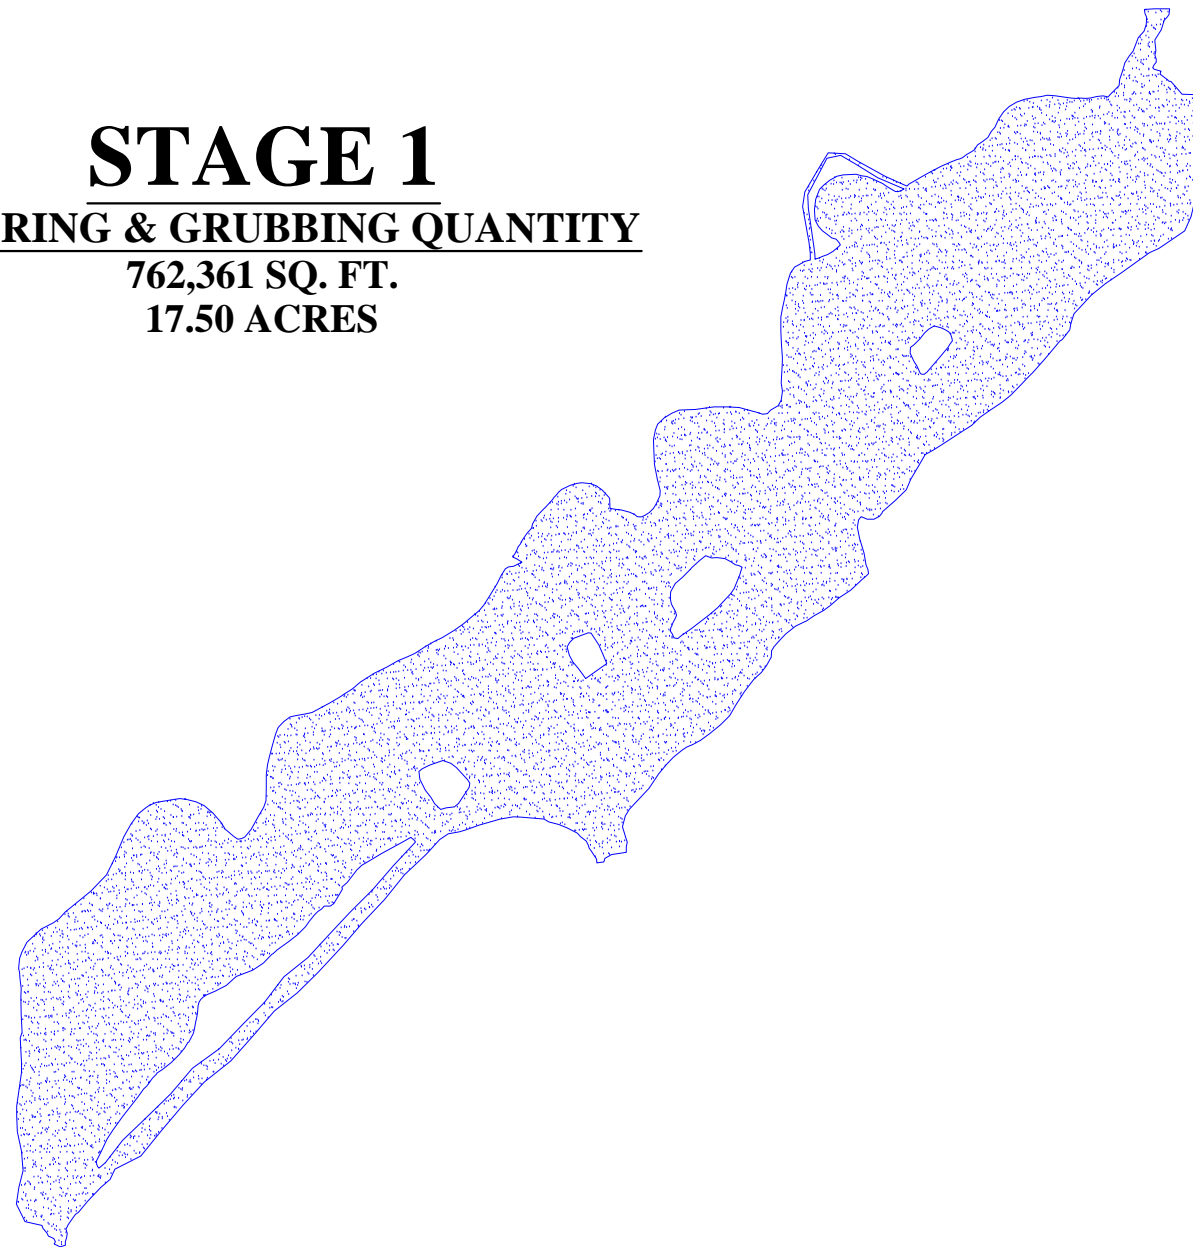 STAGE 1
RING & GRUBBING QUANTITY
762,361 SQ. FT.
17.50 ACRES